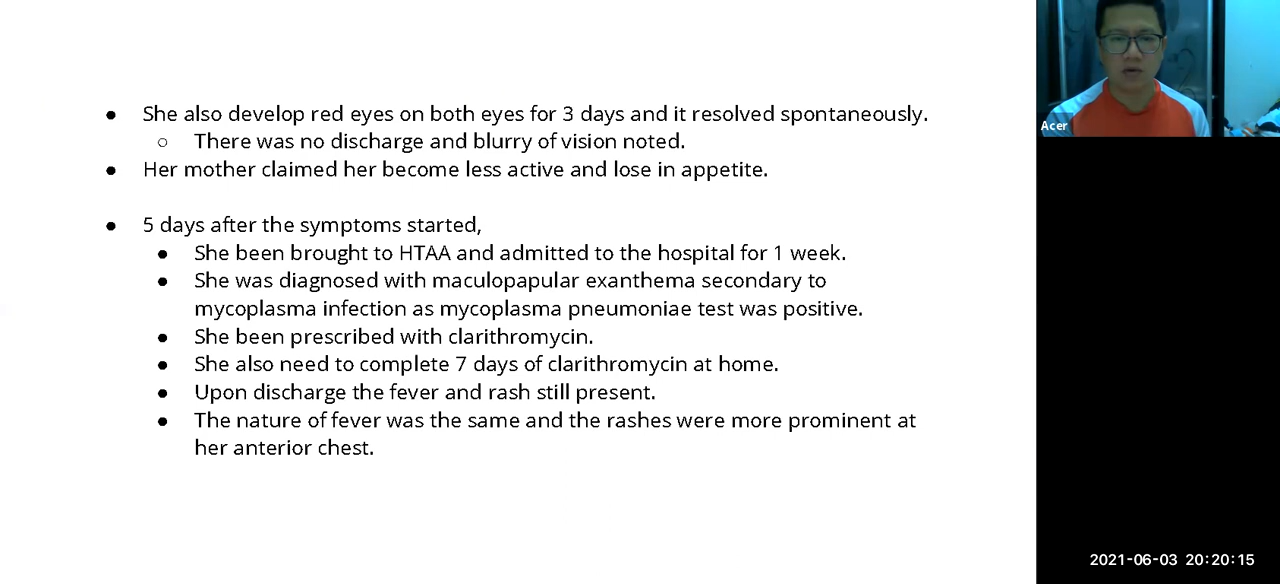 ● She also develop red eyes on both eyes for 3 days and it resolved spontaneously.
○ There was no discharge and blurry of vision noted.
● Her mother claimed her become less active and lose in appetite.
● 5 days after the symptoms started,
● She been brought to HTAA and admitted to the hospital for 1 week.
● She was diagnosed with maculopapular exanthema secondary to
mycoplasma infection as mycoplasma pneumoniae test was positive.
● She been prescribed with clarithromycin.
● She also need to complete 7 days of clarithromycin at home.
● Upon discharge the fever and rash still present.
● The nature of fever was the same and the rashes were more prominent at
her anterior chest.
Acer
2021-06-03 20:20:15